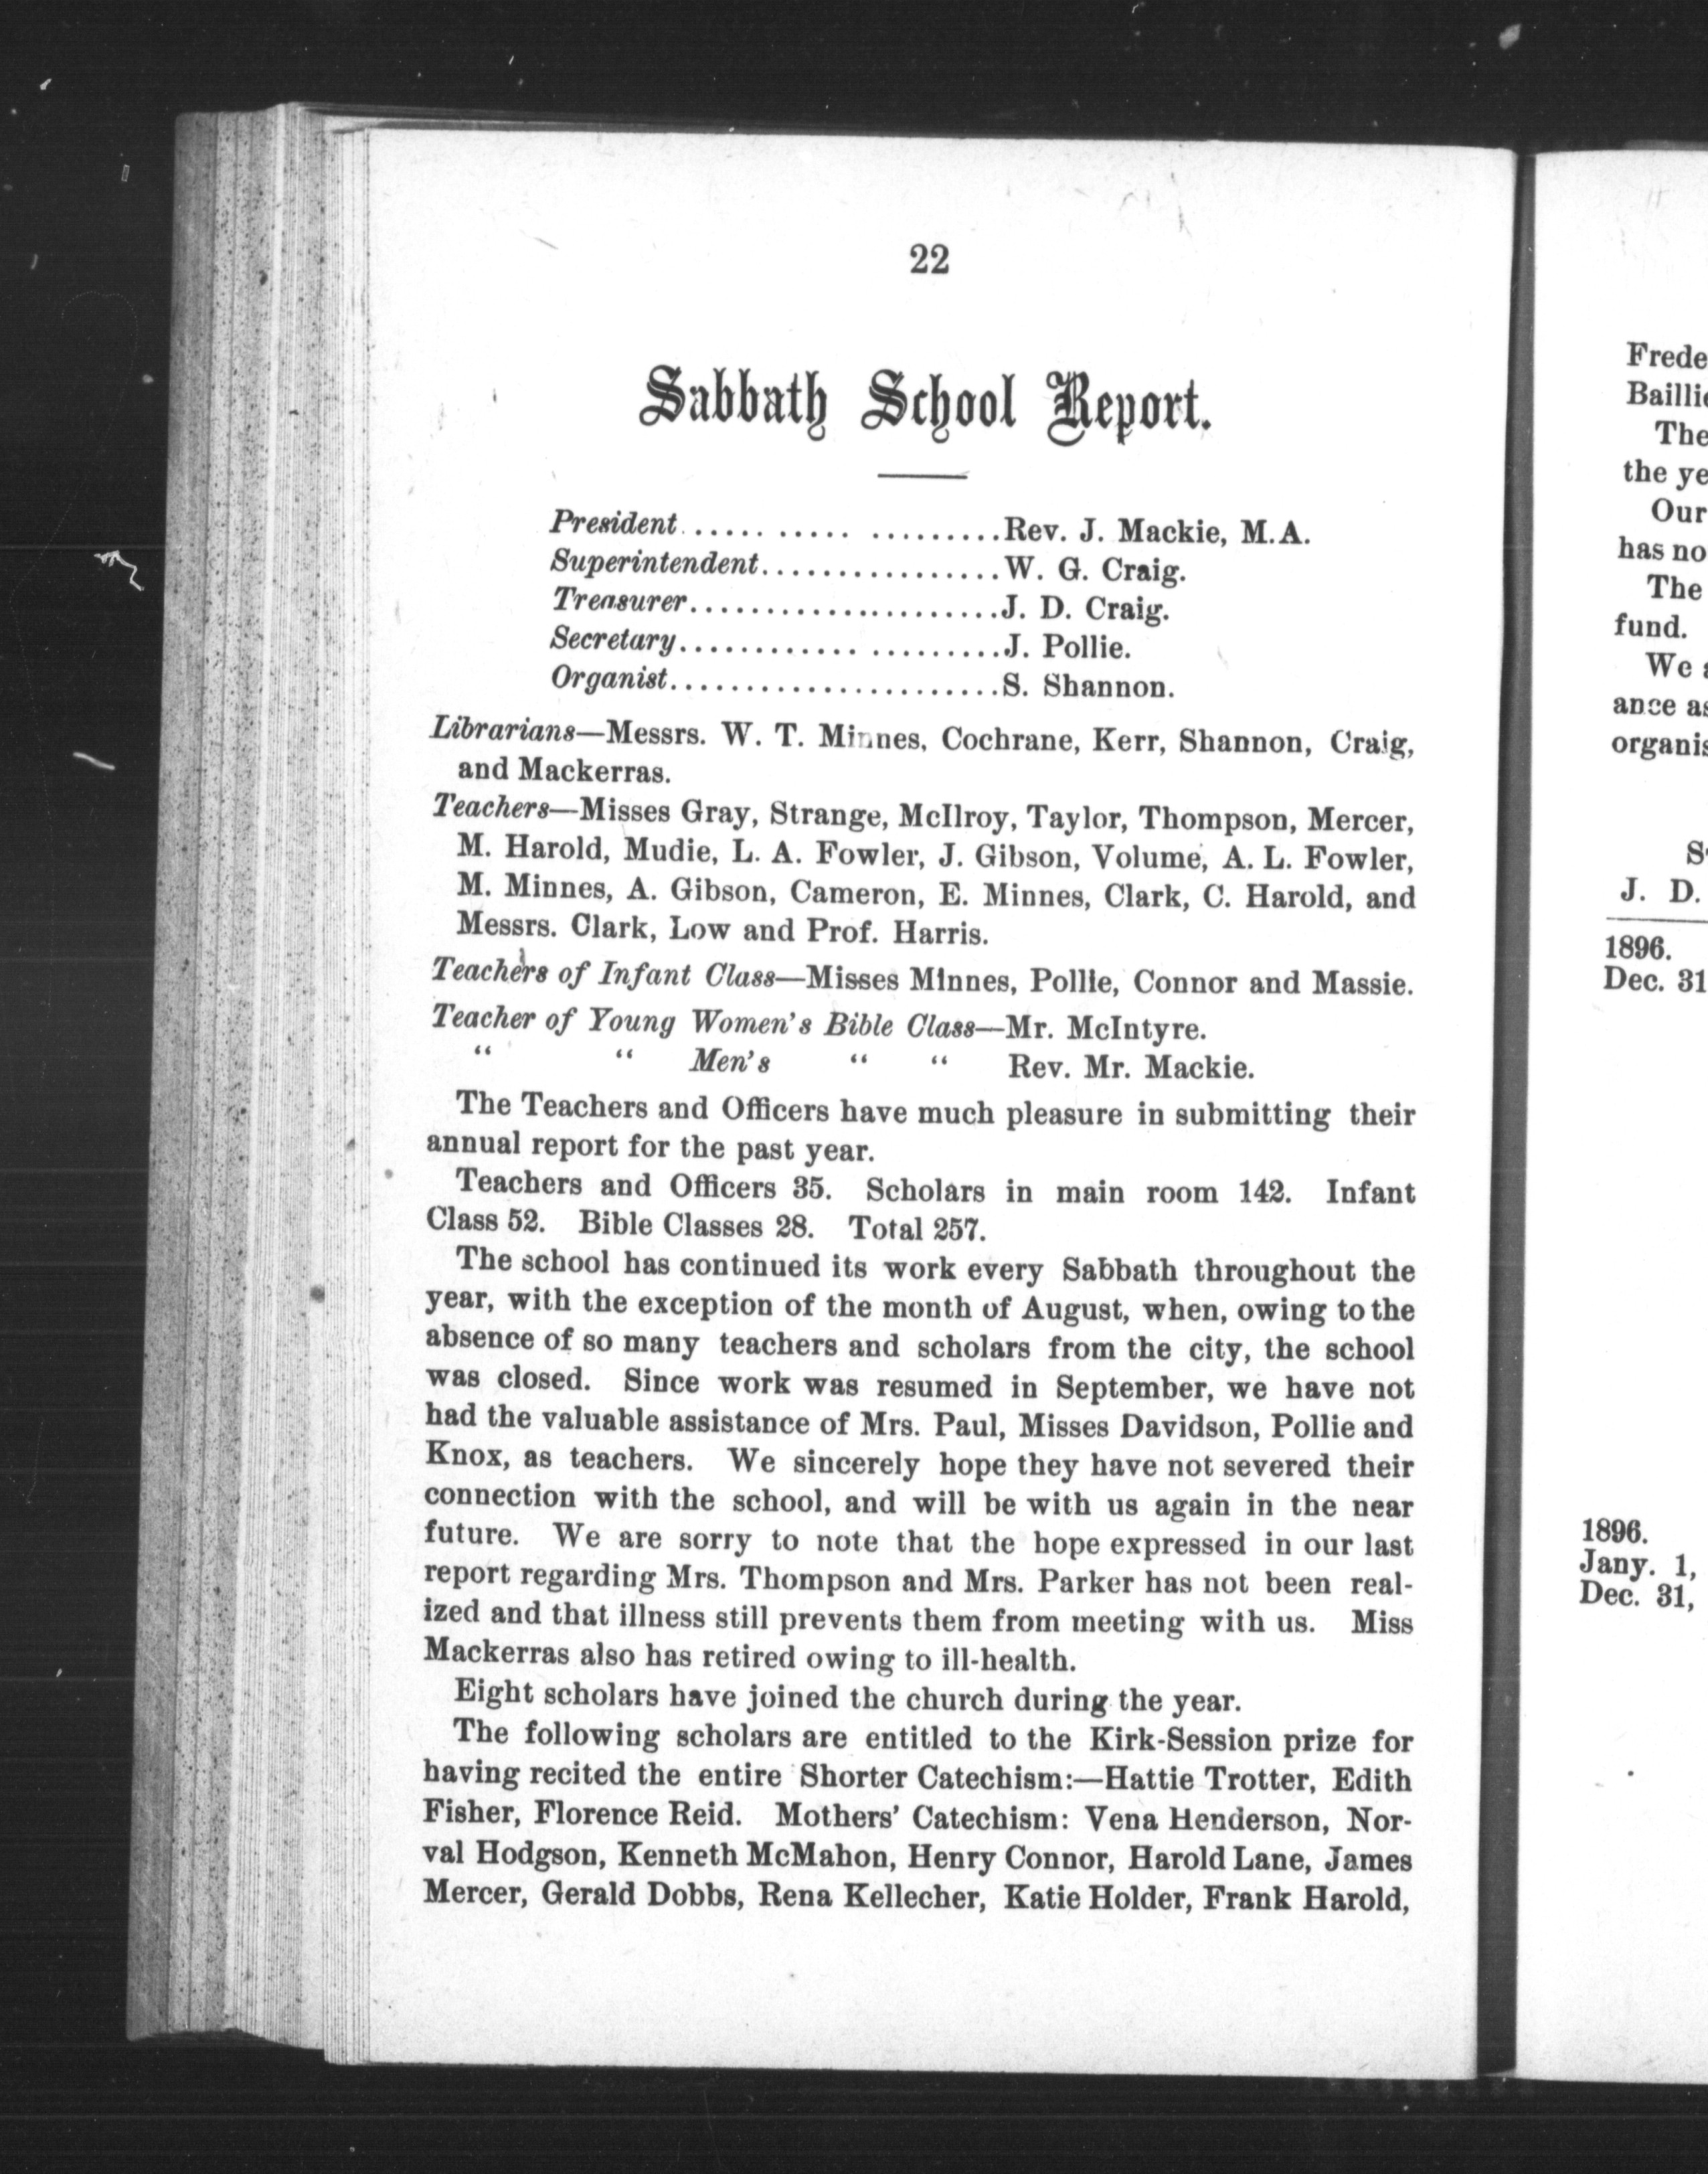 22
Sabbath School Report.
President.....................Rev. J. Mackie, M.A.
Superintendent................W. G. Craig.
Treasurer.....................J. D. Craig.
Secretary.....................J. Pollie.
Organist......................S. Shannon.
Librarians—Messrs. W. T. Minnes, Cochrane, Kerr, Shannon, Craig,
and Mackerras.
Teachers—Misses Gray, Strange, McIlroy, Taylor, Thompson, Mercer,
M. Harold, Mudie, L. A. Fowler, J. Gibson, Volume, A. L. Fowler,
M. Minnes, A. Gibson, Cameron, E. Minnes, Clark, C. Harold, and
Messrs. Clark, Low and Prof. Harris.
Teachers of Infant Class—Misses Minnes, Pollie, Connor and Massie.
Teacher of Young Women's Bible Class—Mr. McIntyre.
“ “ Men's “ “ Rev. Mr. Mackie.
The Teachers and Officers have much pleasure in submitting their
annual report for the past year.
Teachers and Officers 35. Scholars in main room 142. Infant
Class 52. Bible Classes 28. Total 257.
The school has continued its work every Sabbath throughout the
year, with the exception of the month of August, when, owing to the
absence of so many teachers and scholars from the city, the school
was closed. Since work was resumed in September, we have not
had the valuable assistance of Mrs. Paul, Misses Davidson, Pollie and
Knox, as teachers. We sincerely hope they have not severed their
connection with the school, and will be with us again in the near
future. We are sorry to note that the hope expressed in our last
report regarding Mrs. Thompson and Mrs. Parker has not been real-
ized and that illness still prevents them from meeting with us. Miss
Mackerras also has retired owing to ill-health.
Eight scholars have joined the church during the year.
The following scholars are entitled to the Kirk-Session prize for
having recited the entire Shorter Catechism:—Hattie Trotter, Edith
Fisher, Florence Reid. Mothers' Catechism: Vena Henderson, Nor-
val Hodgson, Kenneth McMahon, Henry Connor, Harold Lane, James
Mercer, Gerald Dobbs, Rena Kellecher, Katie Holder, Frank Harold,
Frede
Baillie
The
the ye
Our
has no
The
fund.
We a
ance as
organis
S
J. D.
1896.
Dec. 31
1896.
Jany. 1,
Dec. 31,